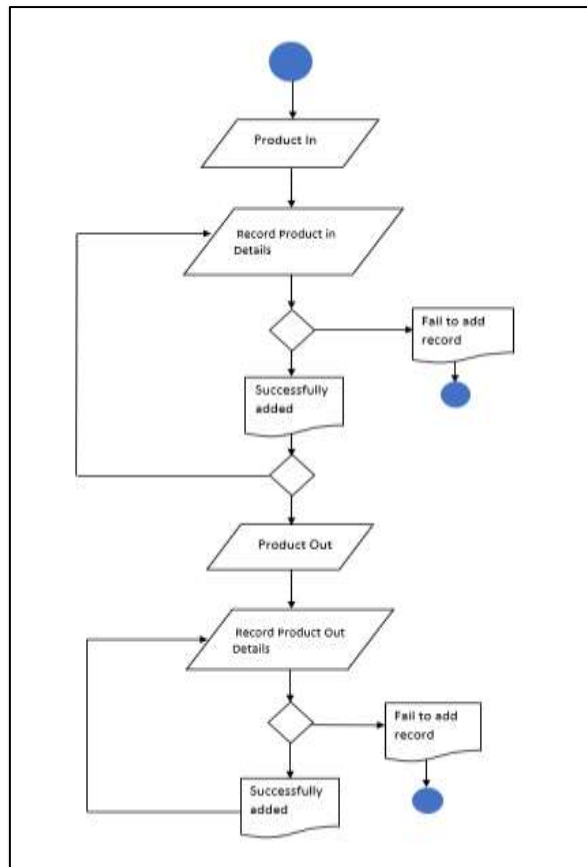 Product In
Record Product in
Details
Fail to add
record
Successfully
added
Product Out
Record Product Out
Details
Fail to add
record
Successfully
added